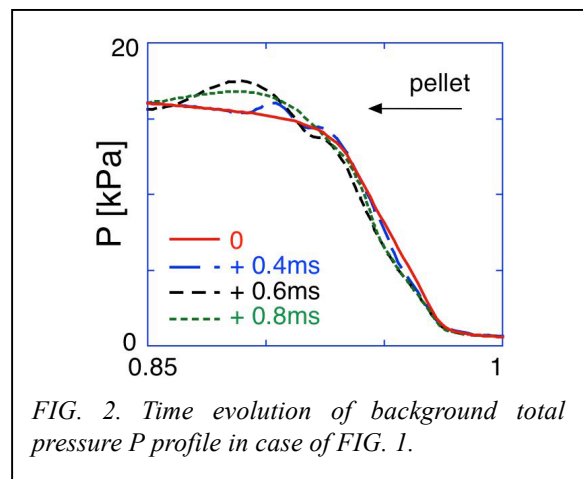 20
pellet
P [kPa]
0
+ 0.4ms
+ 0.6ms
+ 0.8ms
0
0.85
1
FIG. 2. Time evolution of background total
pressure P profile in case of FIG. 1.